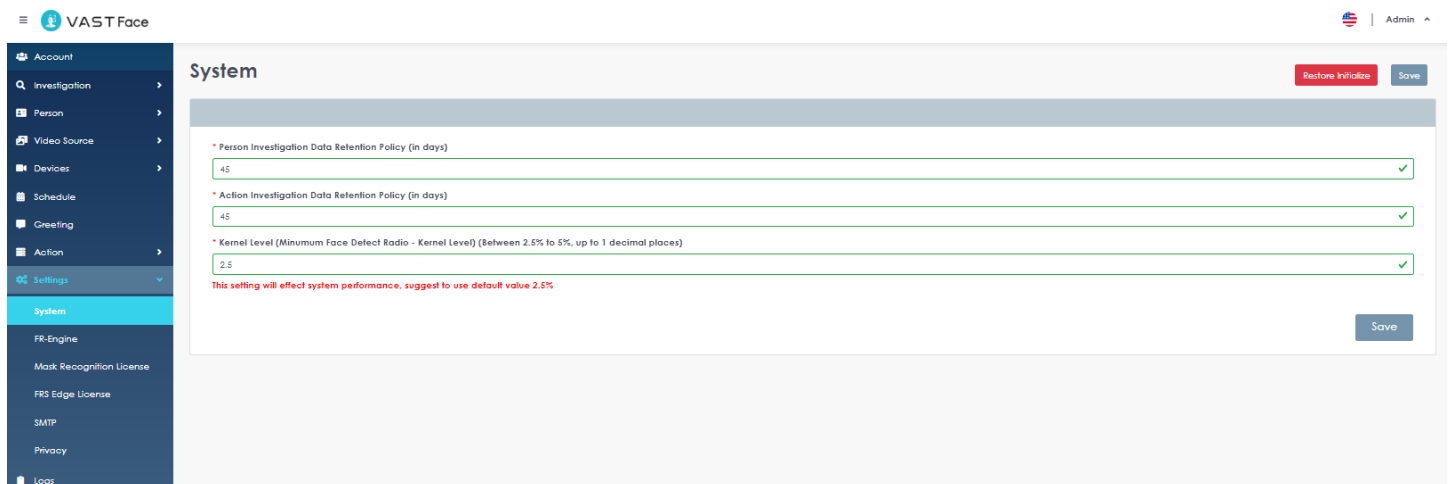 VAST Face
Admin
Account
Investigation
Person
Video Source
Devices
Schedule
Greeting
Action
Settings
System
FR-Engine
Mask Recognition License
FRS Edge License
SMTP
Privacy
Logs
System
Restore Initialize
Save
* Person Investigation Data Retention Policy (in days)
45
* Action Investigation Data Retention Policy (in days)
45
* Kernel Level (Minumum Face Detect Radio - Kernel Level) (Between 2.5% to 5%, up to 1 decimal places)
2.5
This setting will effect system performance, suggest to use default value 2.5%
Save